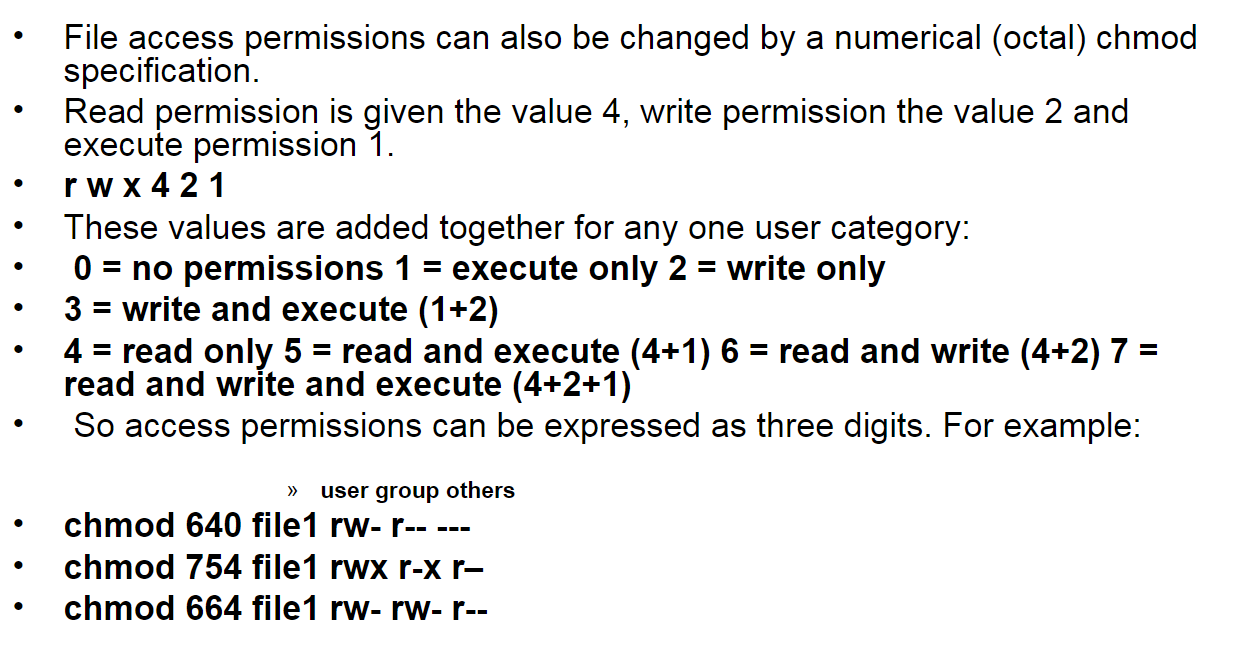 • File access permissions can also be changed by a numerical (octal) chmod
specification.
• Read permission is given the value 4, write permission the value 2 and
execute permission 1.
• r w x 4 2 1
• These values are added together for any one user category:
• 0 = no permissions 1 = execute only 2 = write only
• 3 = write and execute (1+2)
• 4 = read only 5 = read and execute (4+1) 6 = read and write (4+2) 7 =
read and write and execute (4+2+1)
• So access permissions can be expressed as three digits. For example:
» user group others
• chmod 640 file1 rw- r-- ---
• chmod 754 file1 rwx r-x r–
• chmod 664 file1 rw- rw- r--